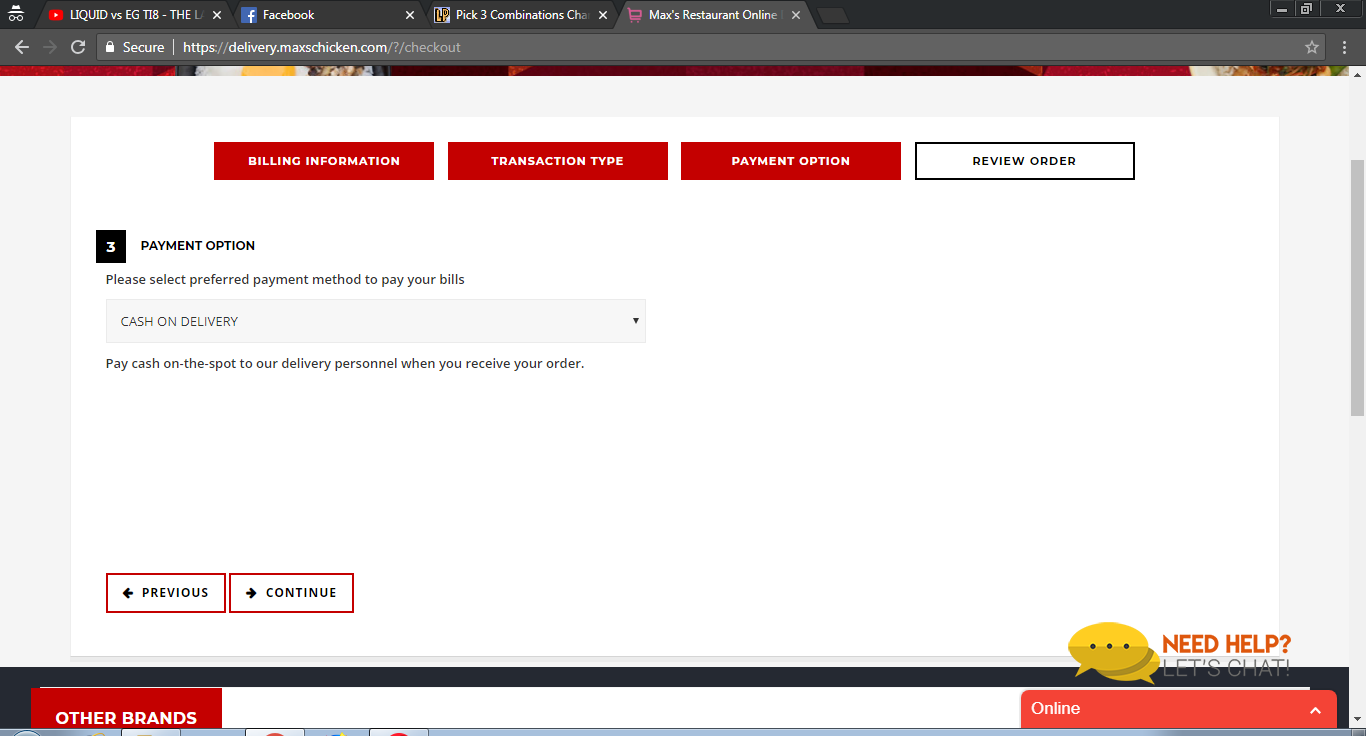 LIQUID vs EG TI8 - THE LA
Facebook
Pick 3 Combinations Char
Max's Restaurant Online
Secure
https://delivery.maxschicken.com/?/checkout
BILLING INFORMATION
TRANSACTION TYPE
PAYMENT OPTION
REVIEW ORDER
3 PAYMENT OPTION
Please select preferred payment method to pay your bills
CASH ON DELIVERY
Pay cash on-the-spot to our delivery personnel when you receive your order.
PREVIOUS
CONTINUE
NEED HELP?
LET'S CHAT!
OTHER BRANDS
Online